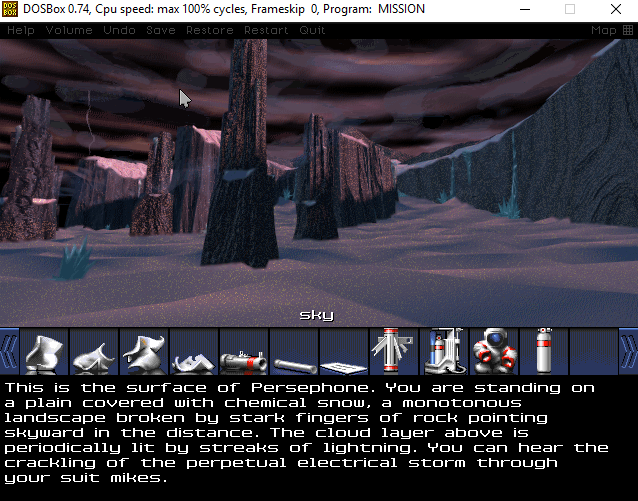 DOS BOX
DOSBox 0.74, Cpu speed: max 100% cycles, Frameskip 0, Program: MISSION
Help Volume Undo Save Restore Restart Quit Map
sky
This is the surface of Persephone. You are standing on
a plain covered with chemical snow, a monotonous
landscape broken by stark fingers of rock pointing
skyward in the distance. The cloud layer above is
periodically lit by streaks of lightning. You can hear the
crackling of the perpetual electrical storm through
your suit mikes.